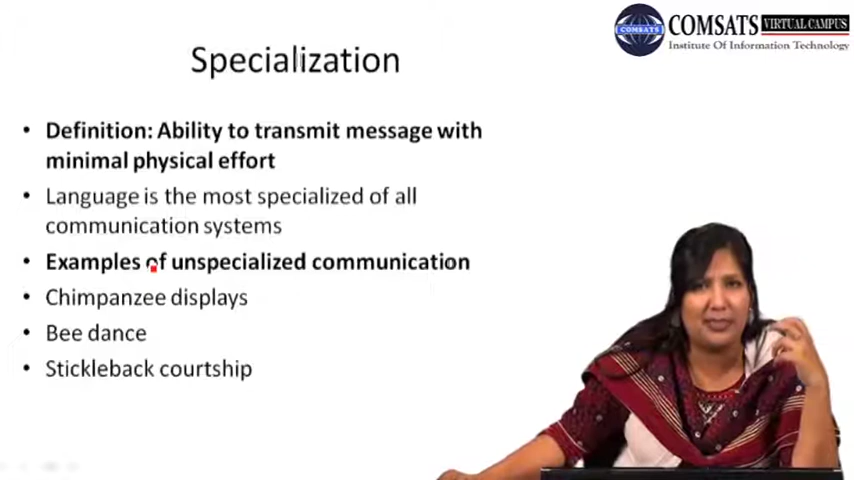 COMSATS VIRTUAL CAMPUS
Institute Of Information Technology
COMSATS
Specialization
• Definition: Ability to transmit message with
minimal physical effort
• Language is the most specialized of all
communication systems
• Examples of unspecialized communication
• Chimpanzee displays
• Bee dance
• Stickleback courtship